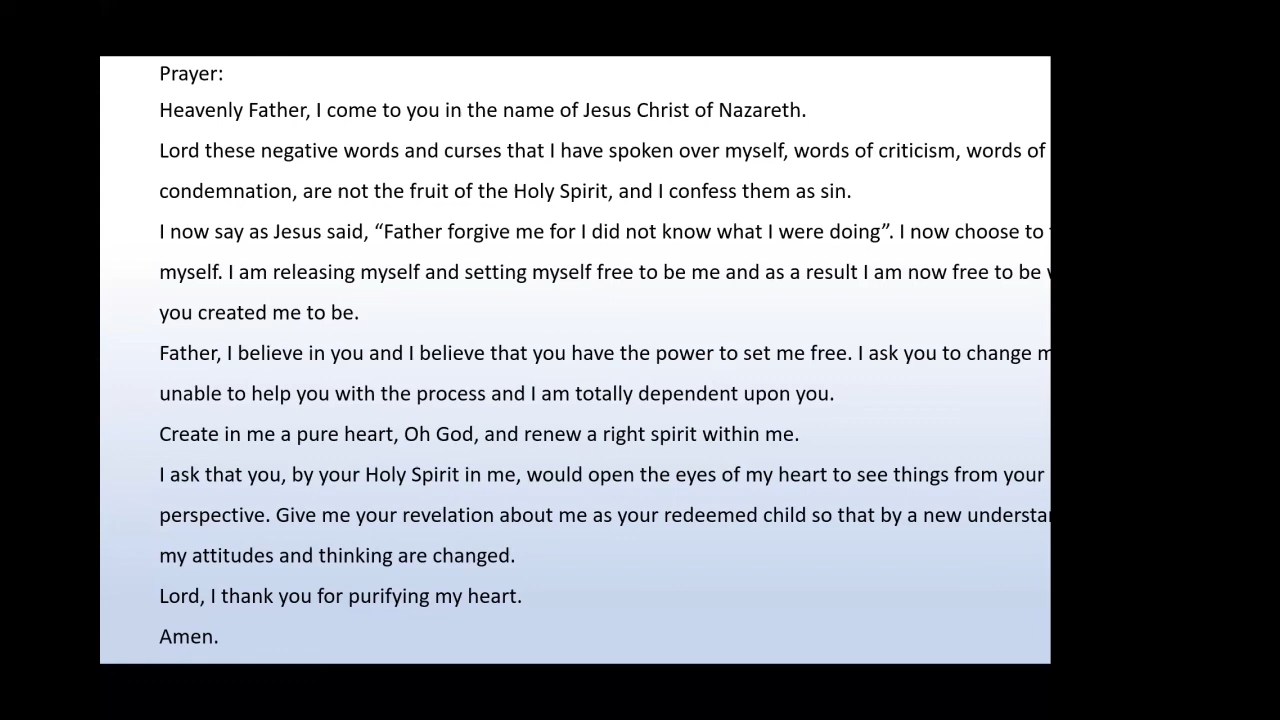 Prayer:
Heavenly Father, I come to you in the name of Jesus Christ of Nazareth.
Lord these negative words and curses that I have spoken over myself, words of criticism, words of
condemnation, are not the fruit of the Holy Spirit, and I confess them as sin.
I now say as Jesus said, “Father forgive me for I did not know what I were doing”. I now choose to
myself. I am releasing myself and setting myself free to be me and as a result I am now free to be
you created me to be.
Father, I believe in you and I believe that you have the power to set me free. I ask you to change
unable to help you with the process and I am totally dependent upon you.
Create in me a pure heart, Oh God, and renew a right spirit within me.
I ask that you, by your Holy Spirit in me, would open the eyes of my heart to see things from your
perspective. Give me your revelation about me as your redeemed child so that by a new
my attitudes and thinking are changed.
Lord, I thank you for purifying my heart.
Amen.